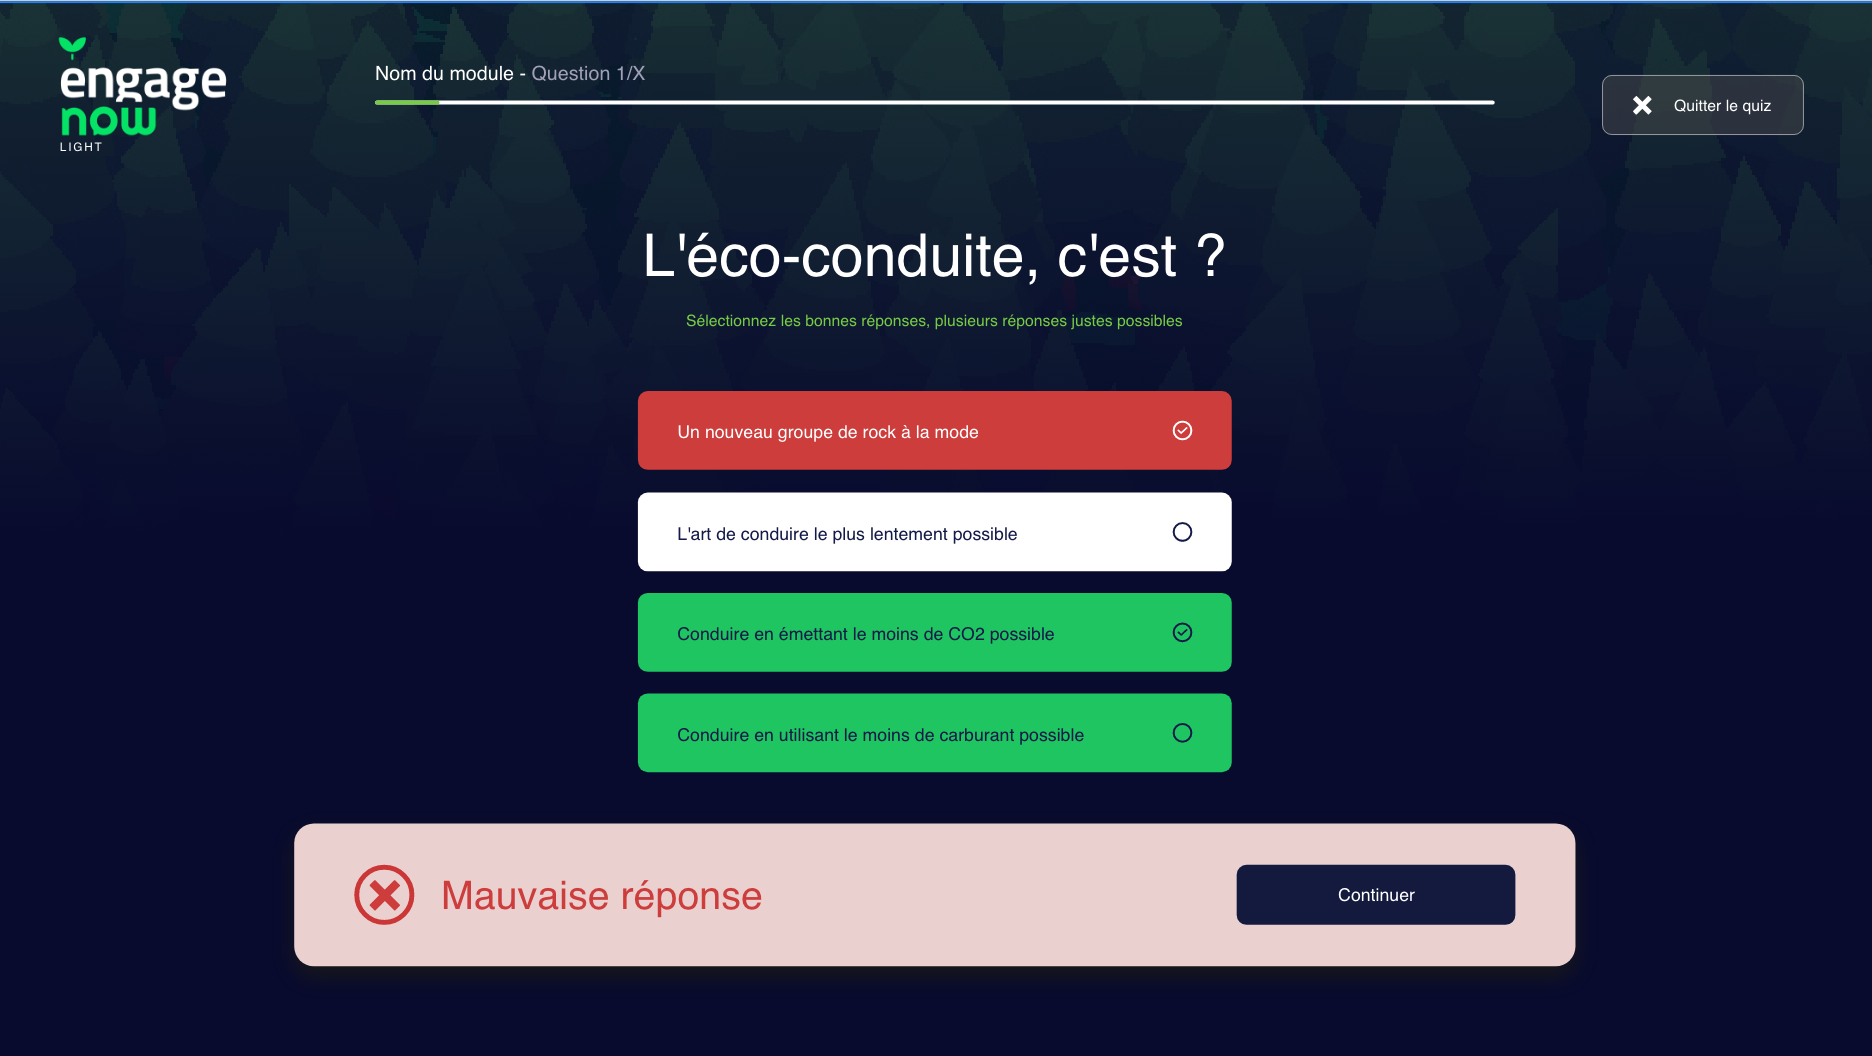 engage
now
LIGHT
Nom du module - Question 1/X
Quitter le quiz
L'éco-conduite, c'est ?
Sélectionnez les bonnes réponses, plusieurs réponses justes possibles
Un nouveau groupe de rock à la mode
L'art de conduire le plus lentement possible
Conduire en émettant le moins de CO2 possible
Conduire en utilisant le moins de carburant possible
Mauvaise réponse
Continuer